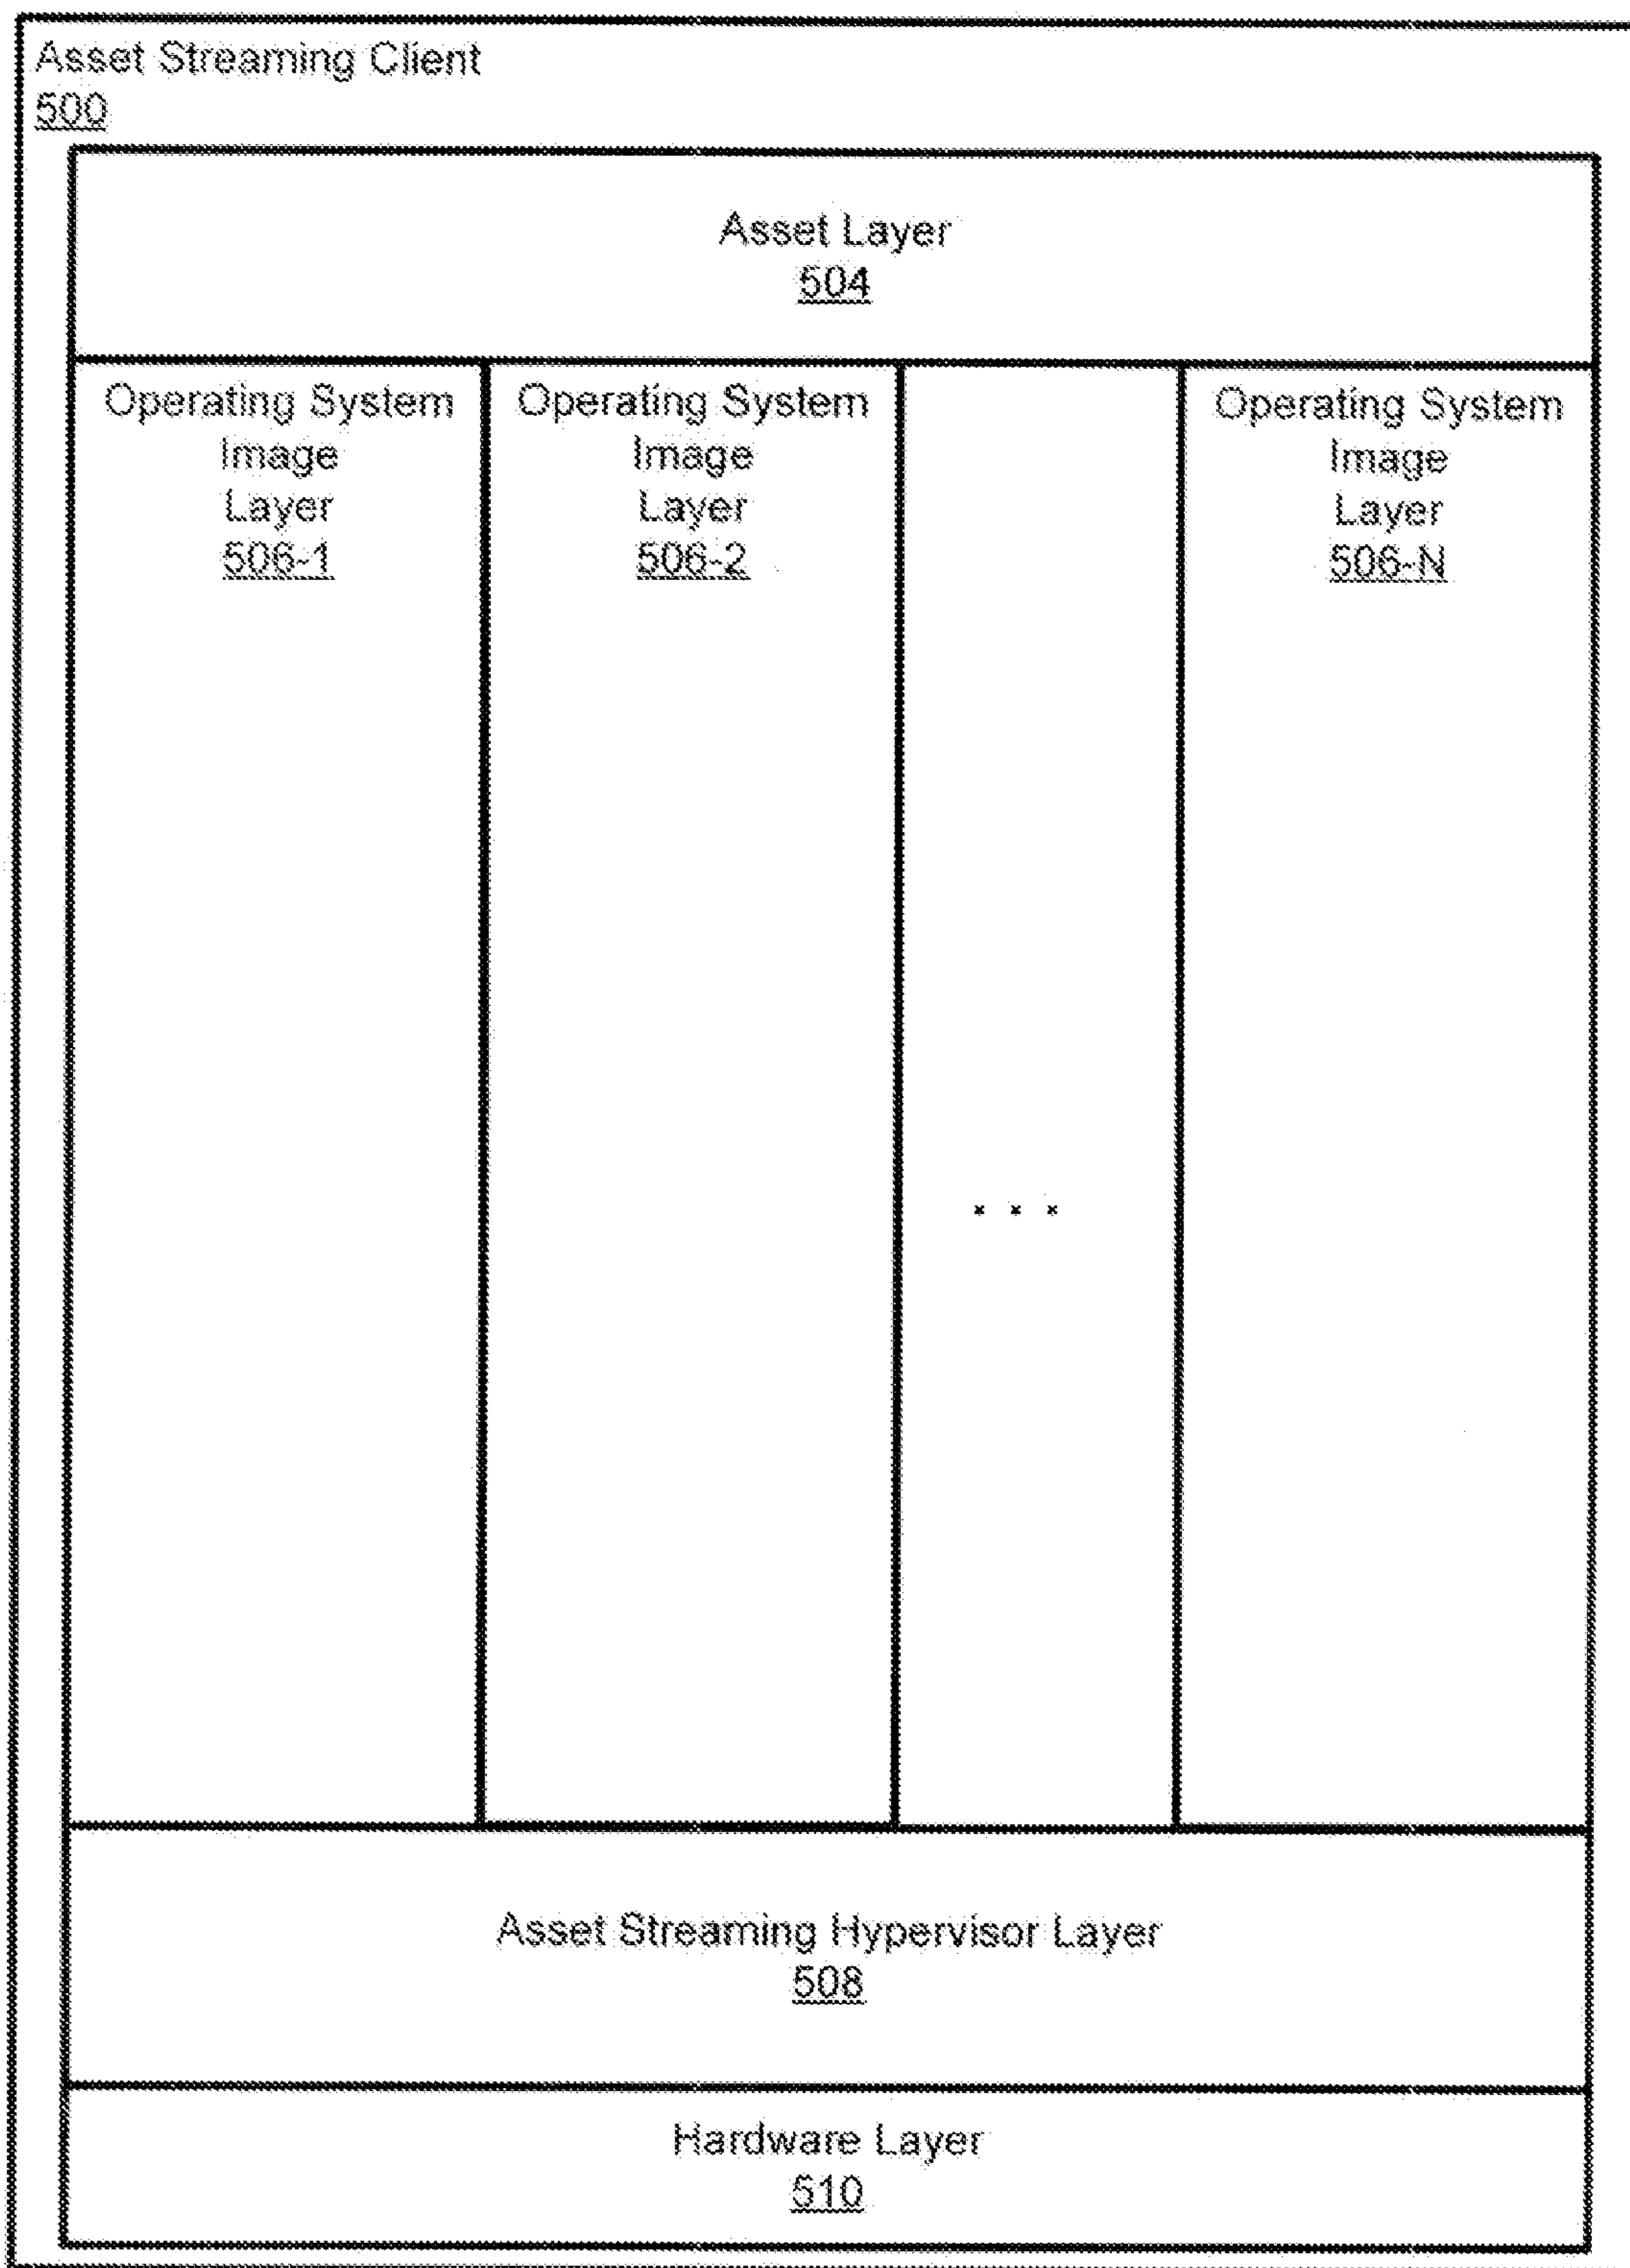 Asset Streaming Client
500
Asset Layer
504
Operating System
Image
Layer
506-1
Operating System
Image
Layer
506-2
. . .
Operating System
Image
Layer
506-N
Asset Streaming Hypervisor Layer
508
Hardware Layer
510